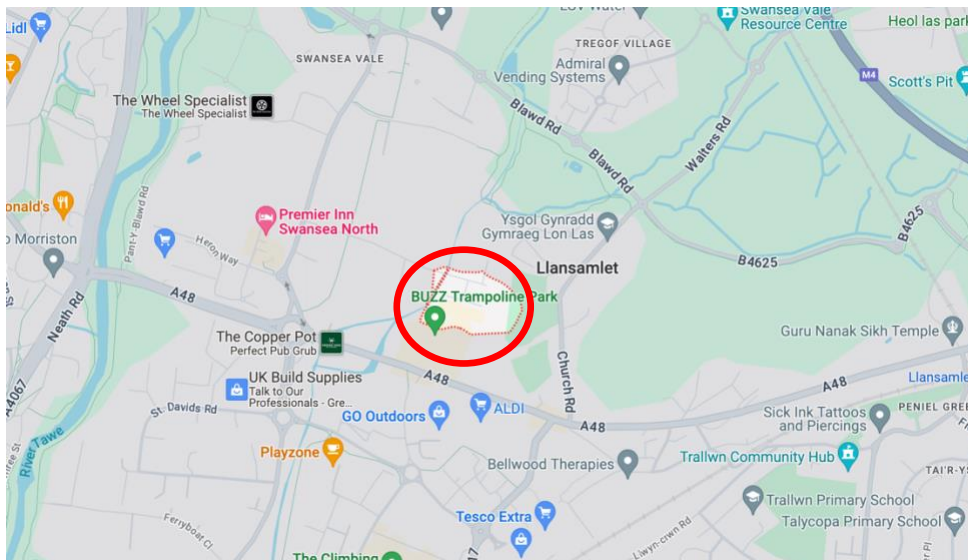 Lidl
SWANSEA VALE
TREGOF VILLAGE
Swansea Vale
Resource Centre
Heol las park
Admiral
Vending Systems
M4
Scott's Pit
The Wheel Specialist
The Wheel Specialist
Blawd Rd
Blawd Rd
Walters Rd
Pant-Y-Blawd Rd
onald's
Morriston
Premier Inn
Swansea North
Ysgol Gynradd
Gymraeg Lon Las
B4625
B4625
Heron Way
Llansamlet
A48
Neath Rd
BUZZ Trampoline Park
The Copper Pot
Perfect Pub Grub
Guru Nanak Sikh Temple
A4067
UK Build Supplies
Talk to Our
Professionals - Gre...
A48
Church Rd
A48
Llansamle
St. Davids Rd
GO Outdoors
ALDI
A48
Sick Ink Tattoos
and Piercings
PENIEL GREE
River Tawe
Playzone
Bellwood Therapies
Trallwn Community Hub
TAI'R-Y
Trallwn Primary School
Tesco Extra
Talycopa Primary School
Ferryboat Cl
Llwyn-crwn Rd
The Climbing